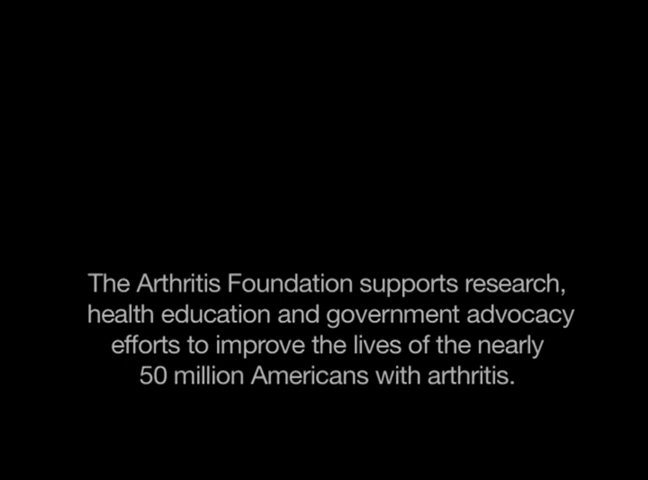 The Arthritis Foundation supports research,
health education and government advocacy
efforts to improve the lives of the nearly
50 million Americans with arthritis.